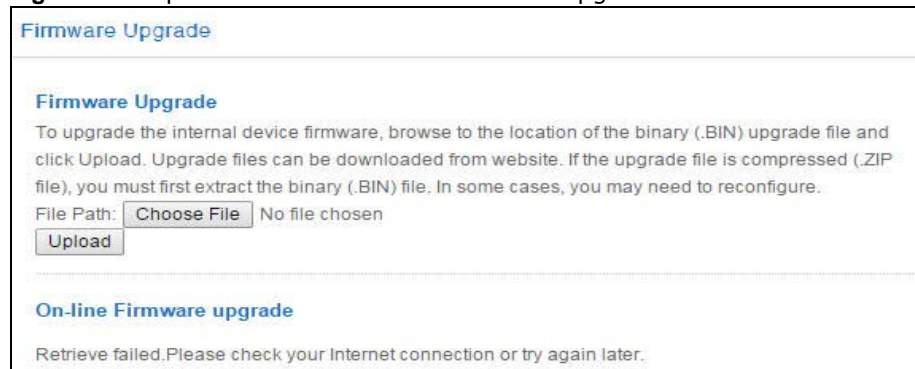 Firmware Upgrade
Firmware Upgrade
To upgrade the internal device firmware, browse to the location of the binary (.BIN) upgrade file and
click Upload. Upgrade files can be downloaded from website. If the upgrade file is compressed (.ZIP
file), you must first extract the binary (.BIN) file. In some cases, you may need to reconfigure.
File Path: Choose File No file chosen
Upload
On-line Firmware upgrade
Retrieve failed.Please check your Internet connection or try again later.